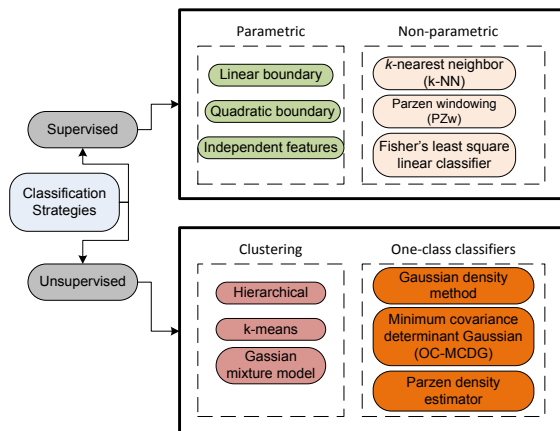 Parametric
Non-parametric
Linear boundary
Quadratic boundary
Independent features
k-nearest neighbor
(k-NN)
Parzen windowing
(PZw)
Fisher's least square
linear classifier
Supervised
Classification
Strategies
Unsupervised
Clustering
One-class classifiers
Hierarchical
k-means
Gassian
mixture model
Gaussian density
method
Minimum covariance
determinant Gaussian
(OC-MCDG)
Parzen density
estimator